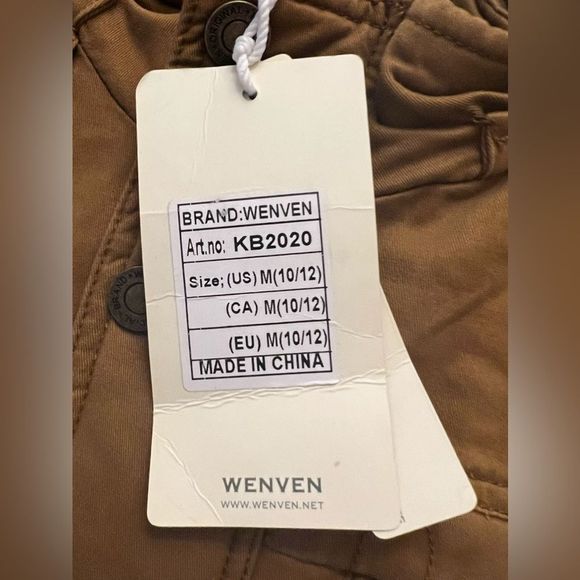 BRAND:WENVEN
Art.no: KB2020
Size; (US) M(10/12)
(CA) M(10/12)
(EU) M(10/12)
MADE IN CHINA
WENVEN
WWW.WENVEN.NET